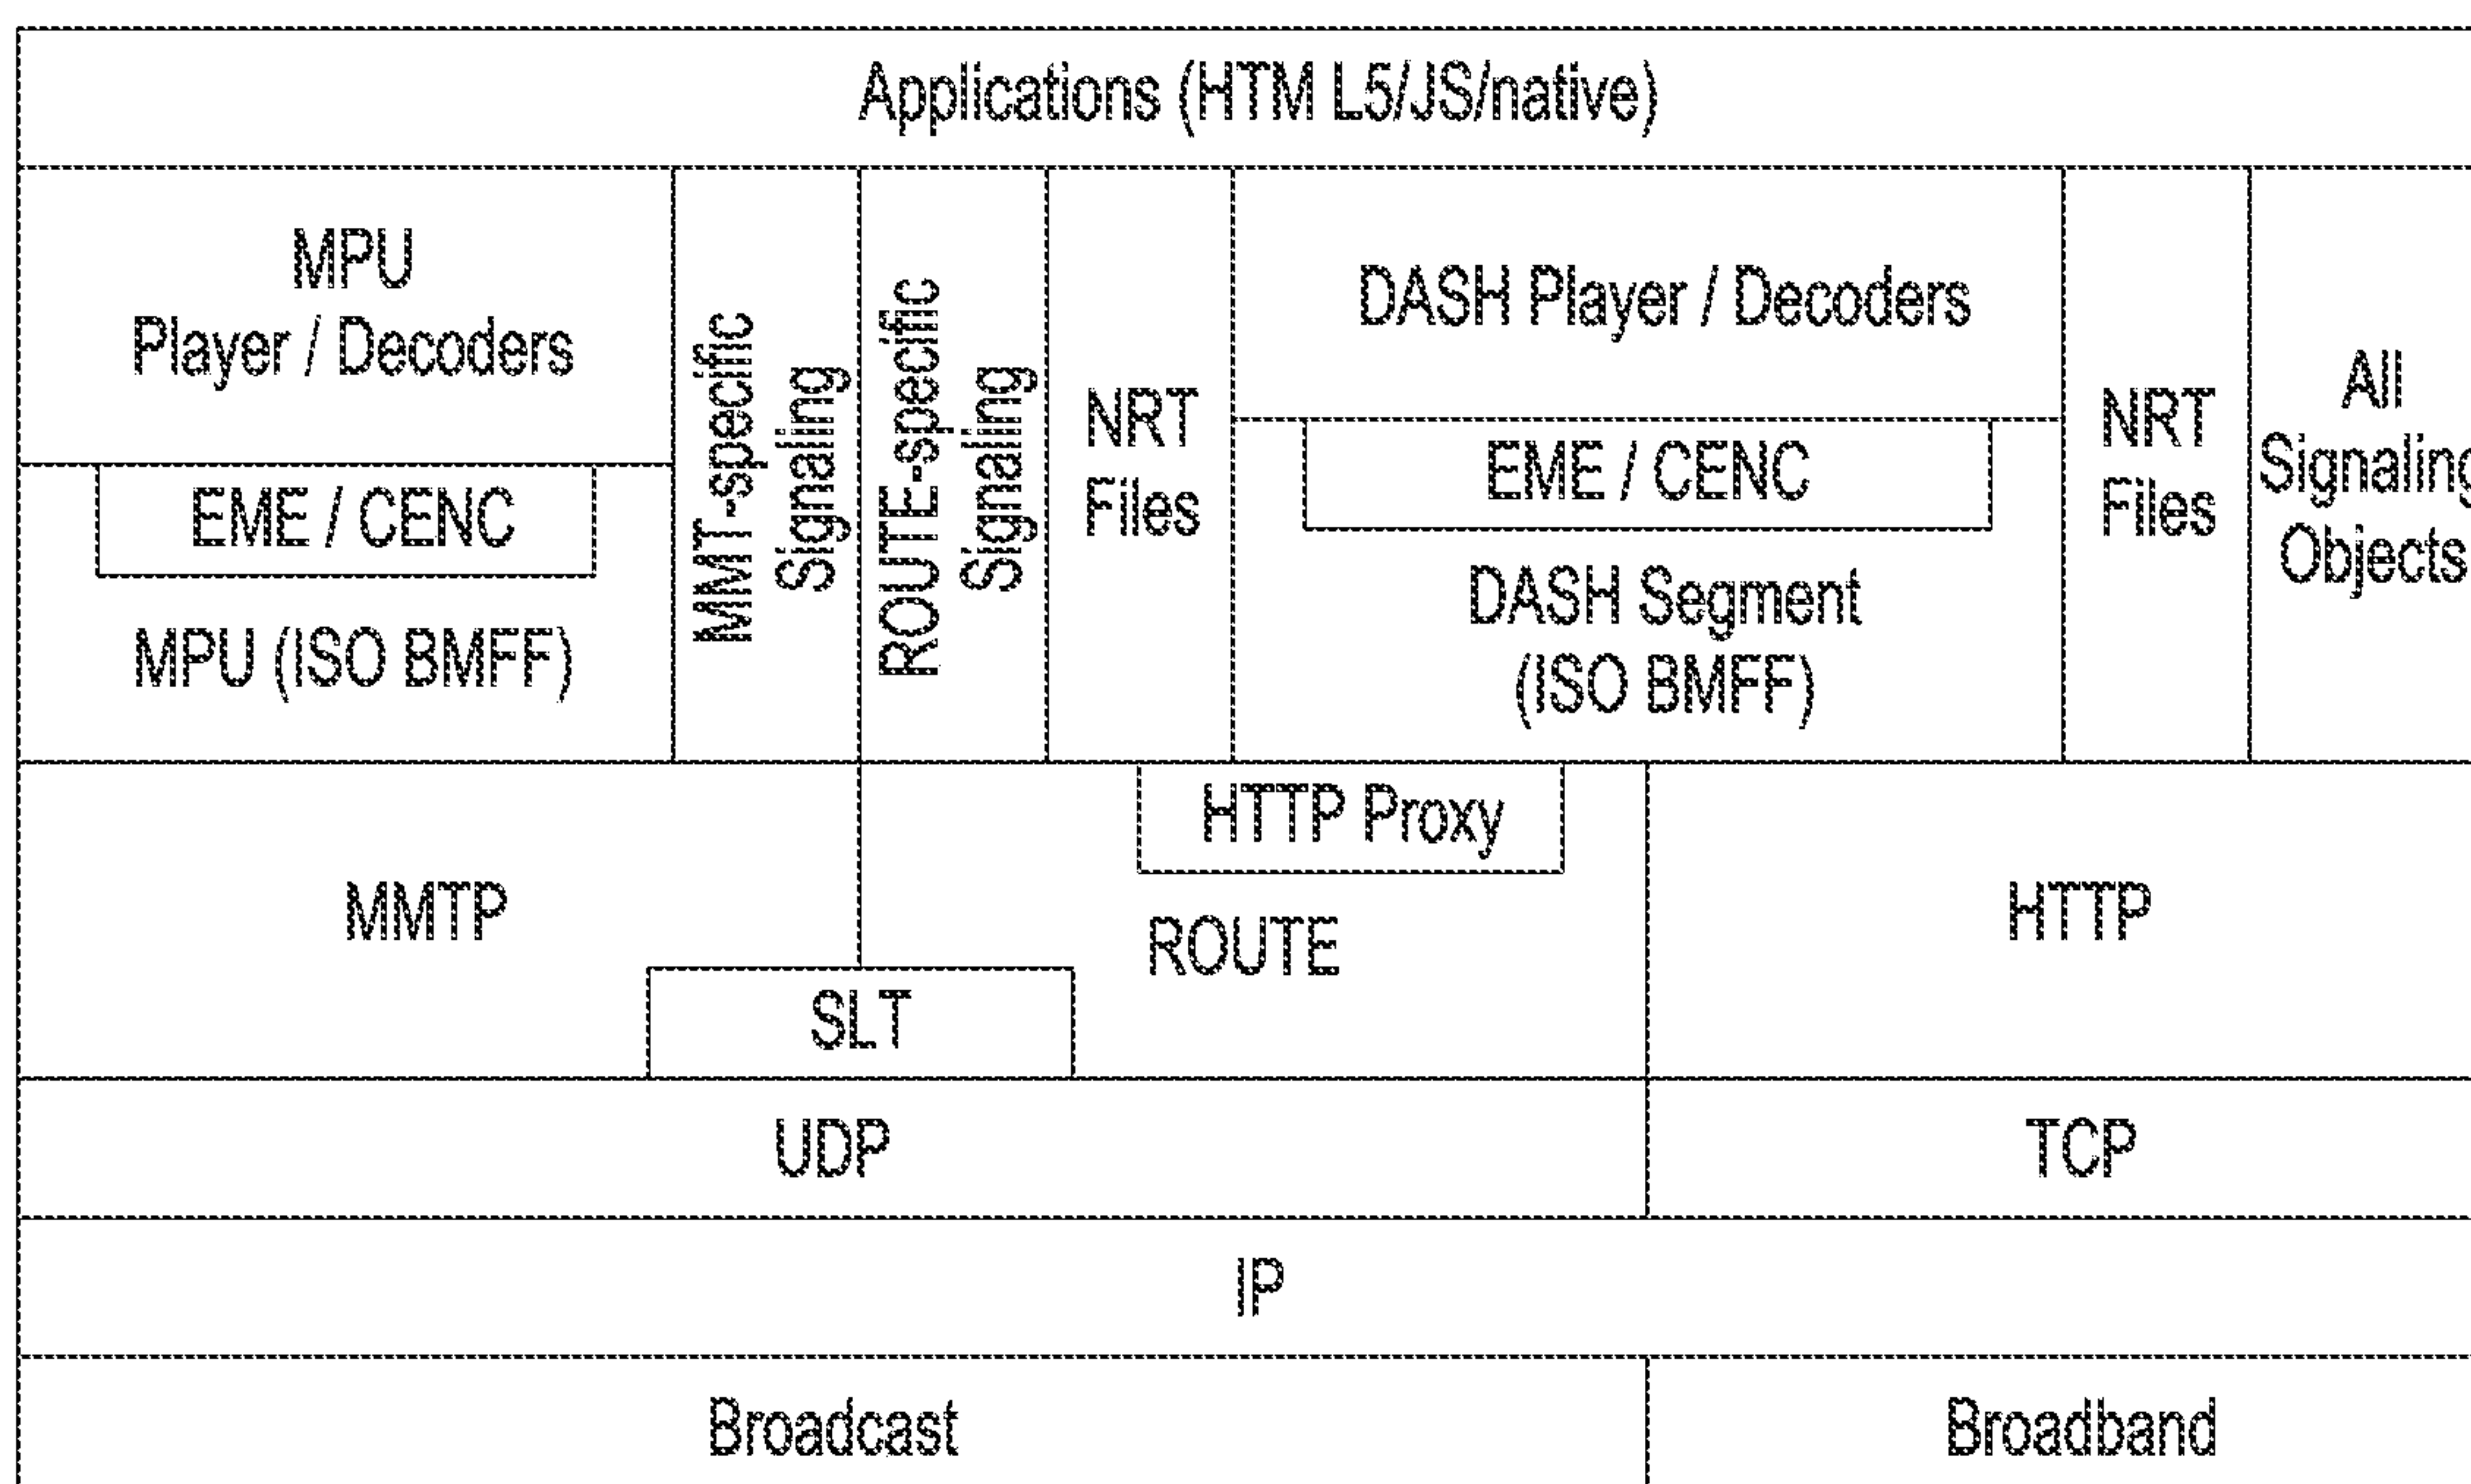 Applications (HTM L5/JS/native)
MPU
Player / Decoders
EME / CENC
MPU (ISO BMFF)
MMT-specific
Signaling
ROUTE-specific
Signaling
NRT
Files
DASH Player / Decoders
EME / CENC
DASH Segment
(ISO BMFF)
NRT
Files
All
Signaling
Objects
MMTP
HTTP Proxy
ROUTE
SLT
HTTP
UDP
TCP
IP
Broadcast
Broadband